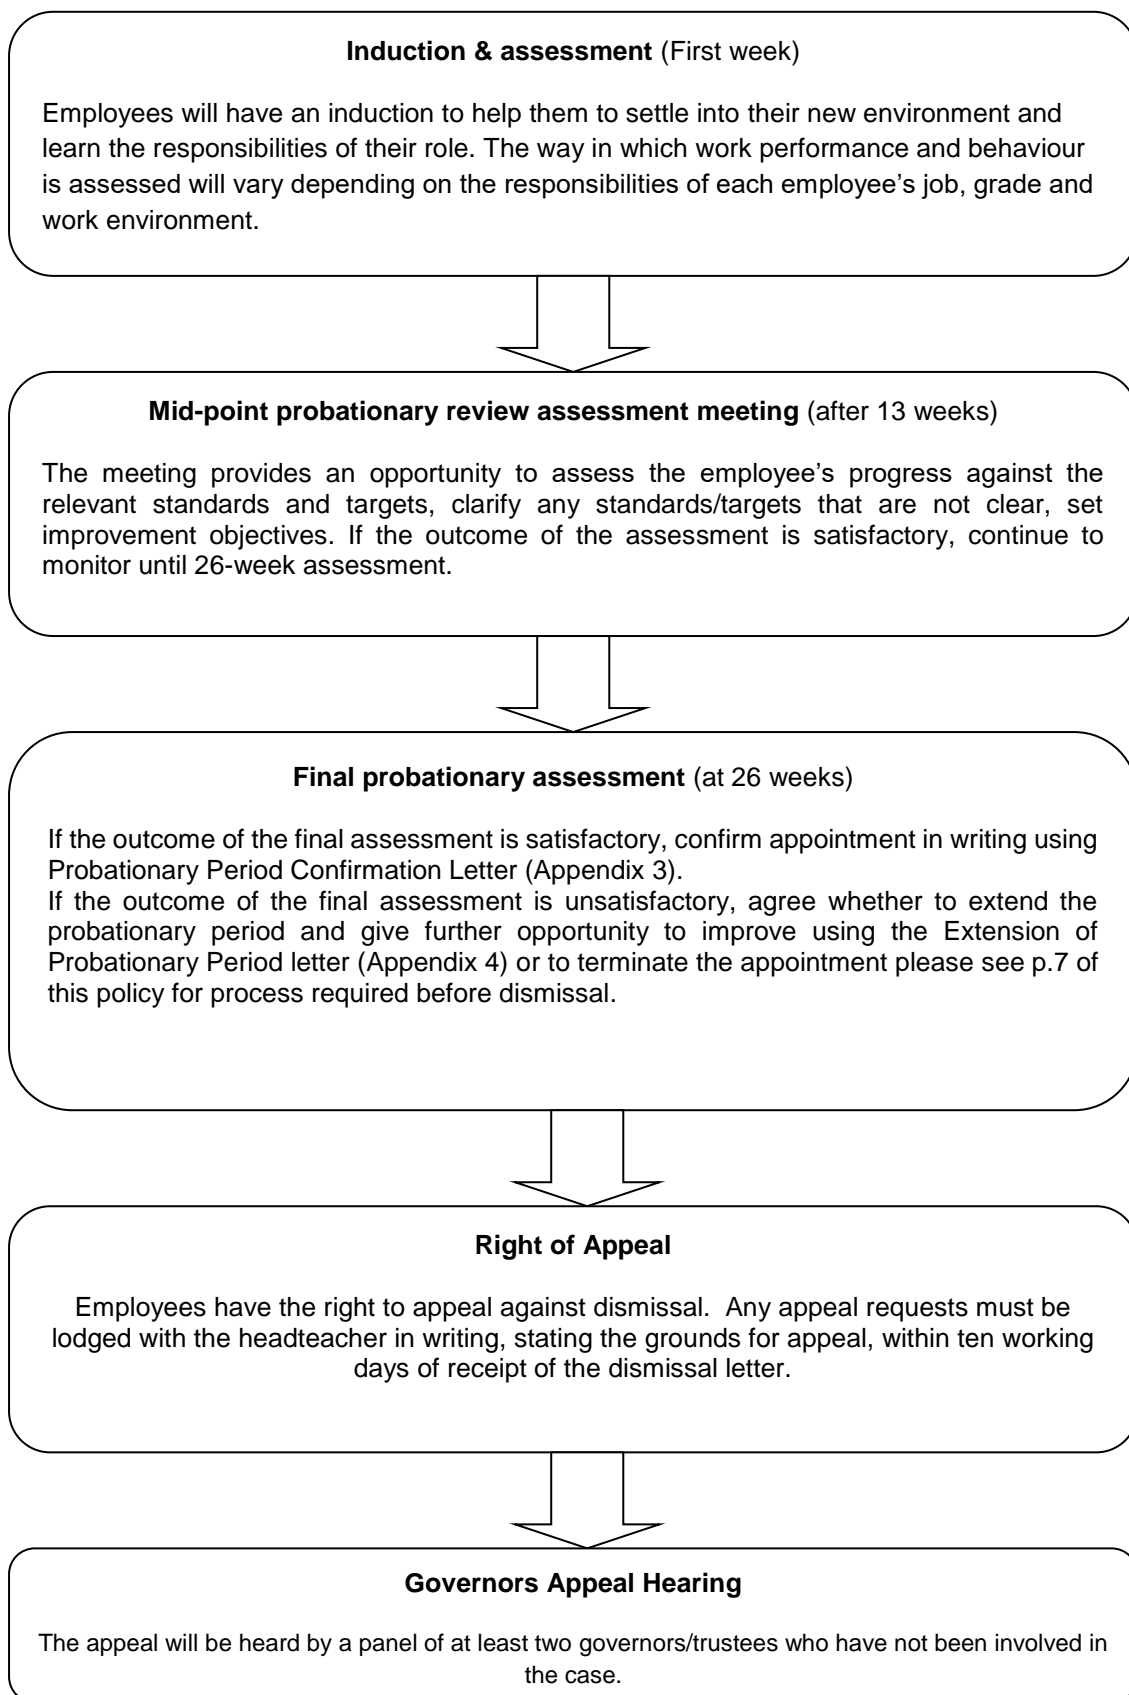 Induction & assessment (First week)
Employees will have an induction to help them to settle into their new environment and
learn the responsibilities of their role. The way in which work performance and behaviour
is assessed will vary depending on the responsibilities of each employee’s job, grade and
work environment.
Mid-point probationary review assessment meeting (after 13 weeks)
The meeting provides an opportunity to assess the employee’s progress against the
relevant standards and targets, clarify any standards/targets that are not clear, set
improvement objectives. If the outcome of the assessment is satisfactory, continue to
monitor until 26-week assessment.
Final probationary assessment (at 26 weeks)
If the outcome of the final assessment is satisfactory, confirm appointment in writing using
Probationary Period Confirmation Letter (Appendix 3).
If the outcome of the final assessment is unsatisfactory, agree whether to extend the
probationary period and give further opportunity to improve using the Extension of
Probationary Period letter (Appendix 4) or to terminate the appointment please see p.7 of
this policy for process required before dismissal.
Right of Appeal
Employees have the right to appeal against dismissal.  Any appeal requests must be
lodged with the headteacher in writing, stating the grounds for appeal, within ten working
days of receipt of the dismissal letter.
Governors Appeal Hearing
The appeal will be heard by a panel of at least two governors/trustees who have not been involved in
the case.